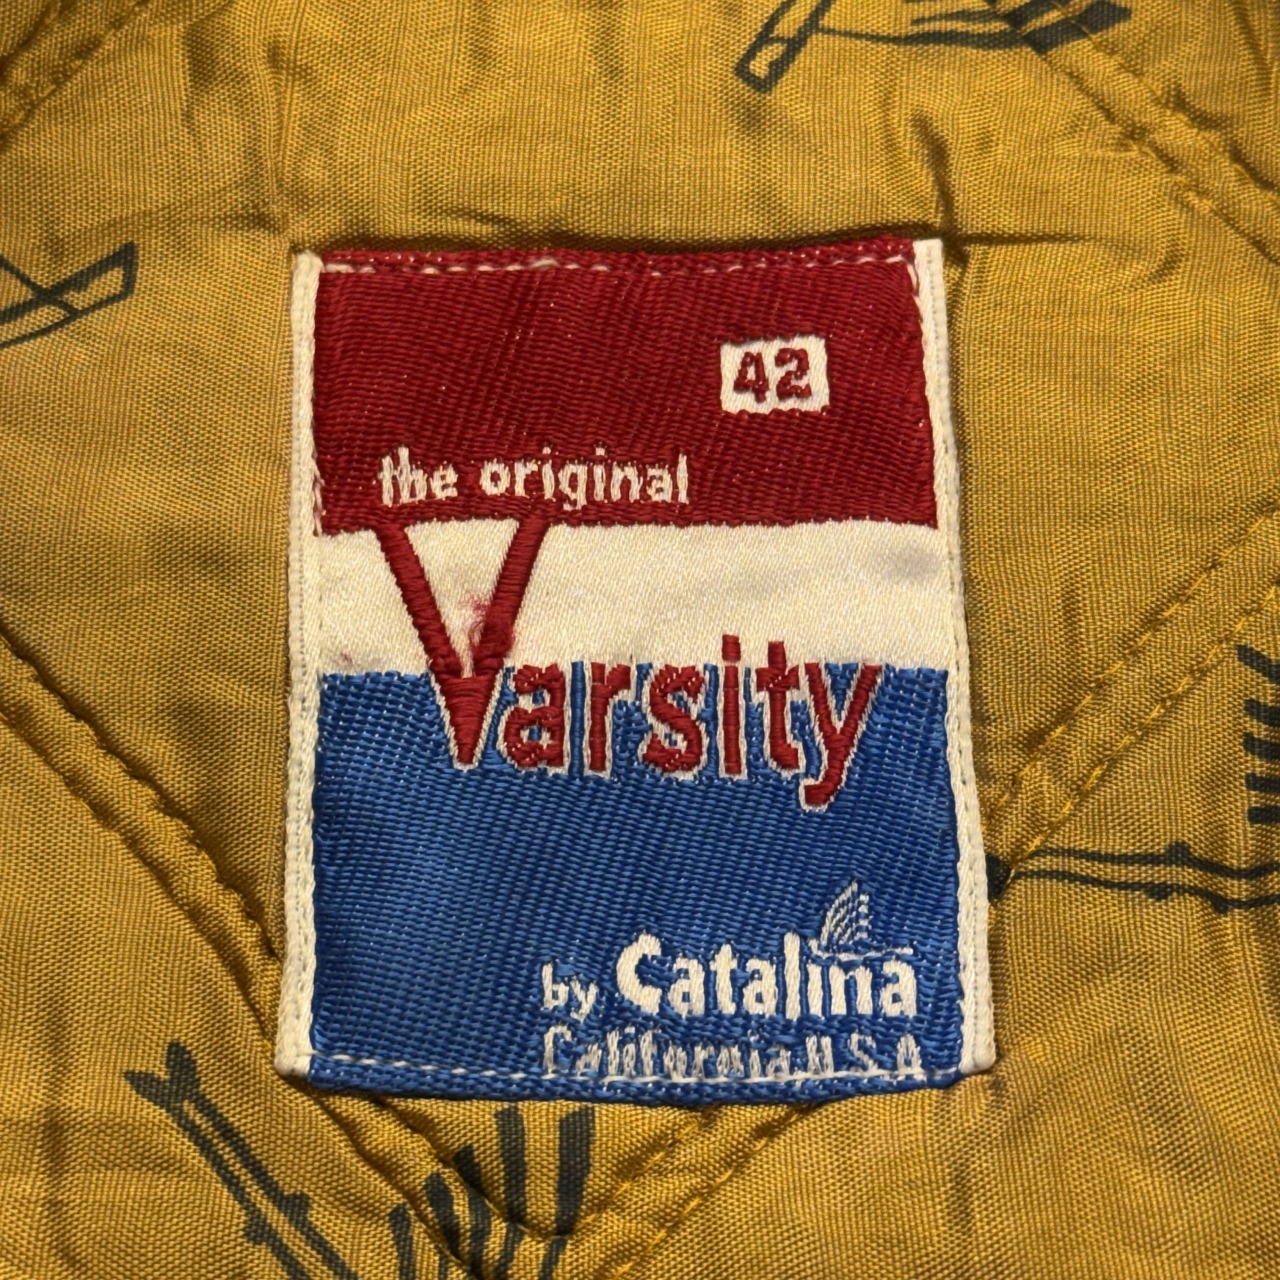 42
the original
Varsity
by Catalina
California U.S.A